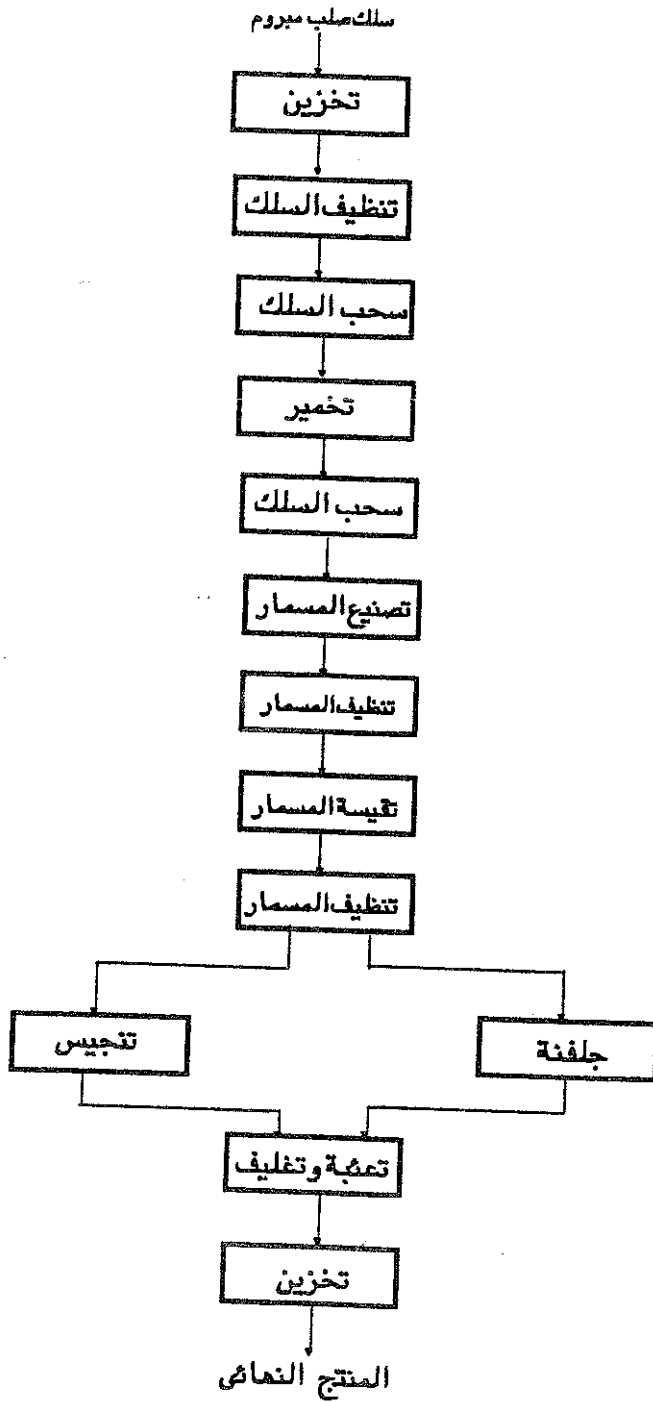 سلك صلب مبروم
تخزين
تنظيف السلك
سحب السلك
تخمير
سحب السلك
تصنيع المسمار
تنظيف المسمار
تقيسة المسمار
تنظيف المسمار
جلفنة
تنجيس
تعبئة وتغليف
تخزين
المنتج النهائى